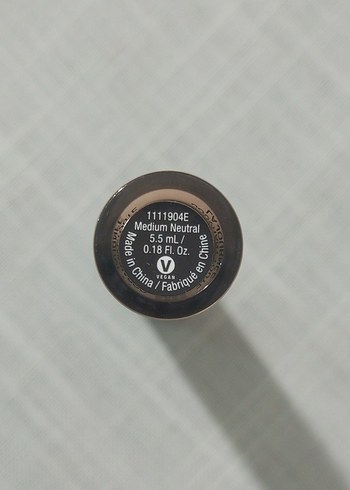 1111904E
Medium Neutral
5.5 mL /
0.18 Fl. Oz.
V
VEGAN
Made in China / Fabriqué en Chine